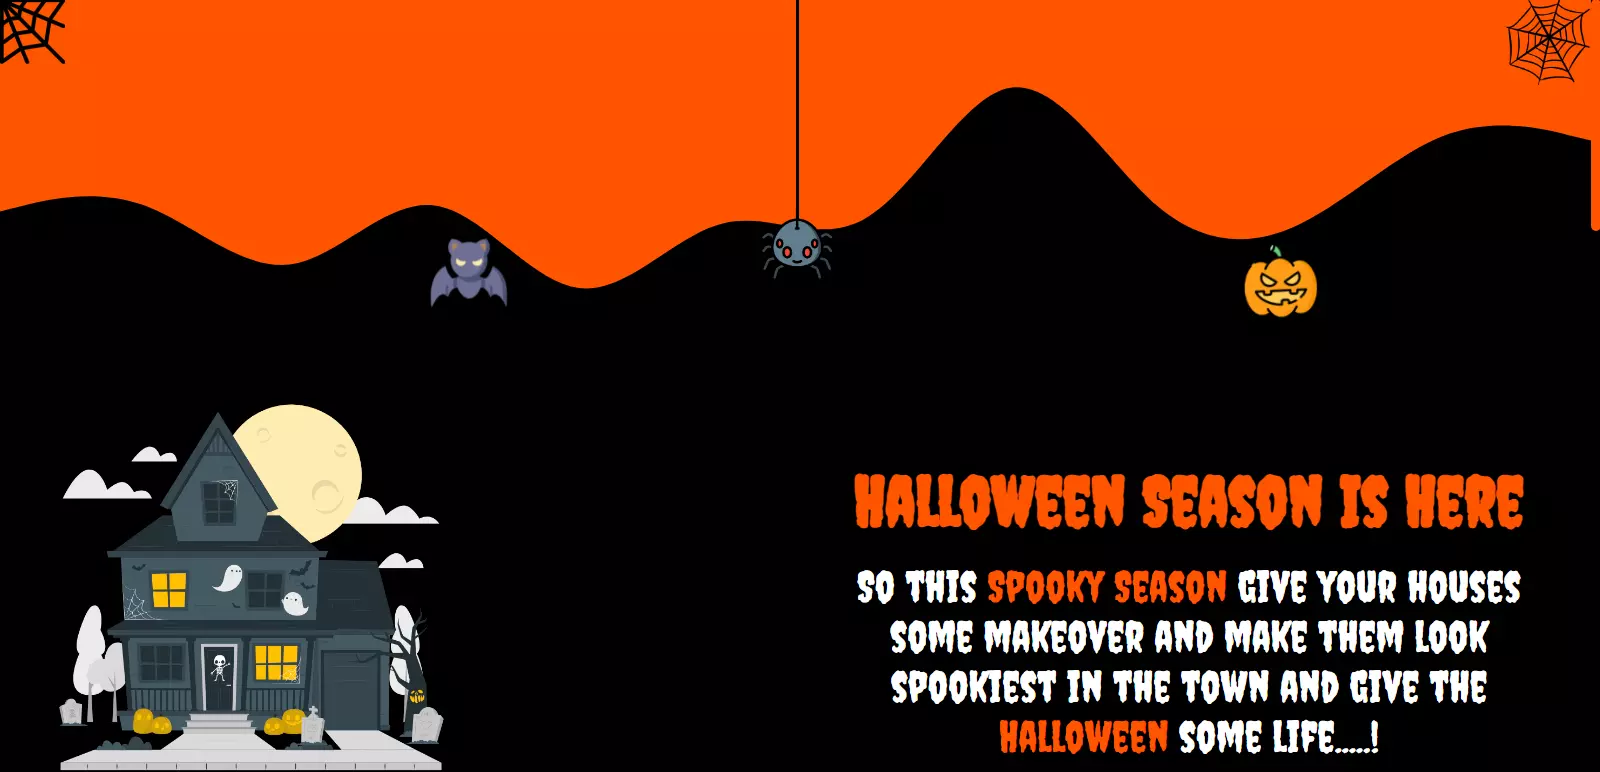 HALLOWEEN SEASON IS HERE
SO THIS SPOOKY SEASON GIVE YOUR HOUSES
SOME MAKEOVER AND MAKE THEM LOOK
SPOOKIEST IN THE TOWN AND GIVE THE
HALLOWEEN SOME LIFE.....!